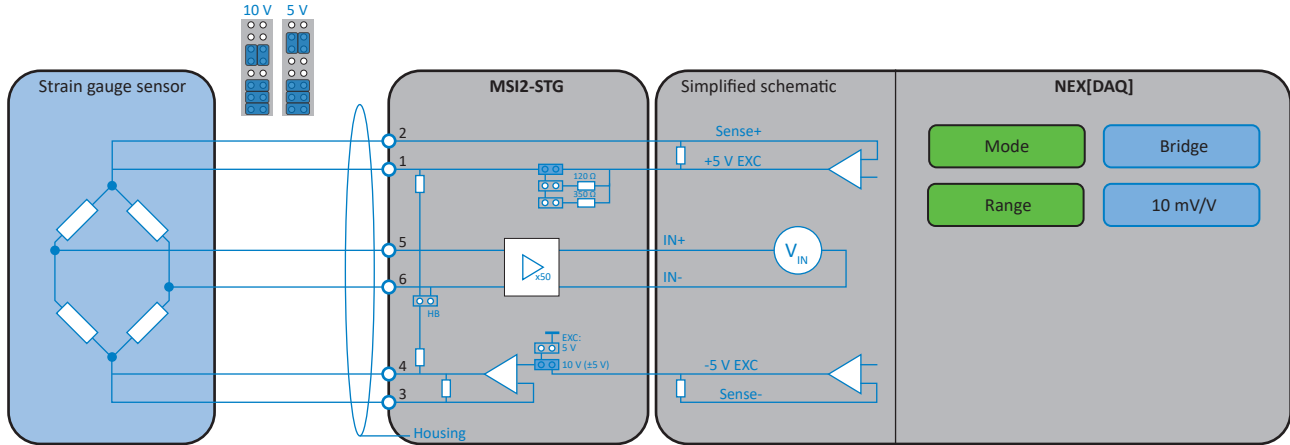 10 V 5 V
Strain gauge sensor
MSI2-STG
Simplified schematic
NEX[DAQ]
2
Sense+
1
+5 V EXC
120 Ω
350 Ω
Mode
Bridge
Range
10 mV/V
5
IN+
V IN
x50
6
IN-
HB
EXC:
5 V
10 V (±5 V)
4
-5 V EXC
3
Sense-
Housing